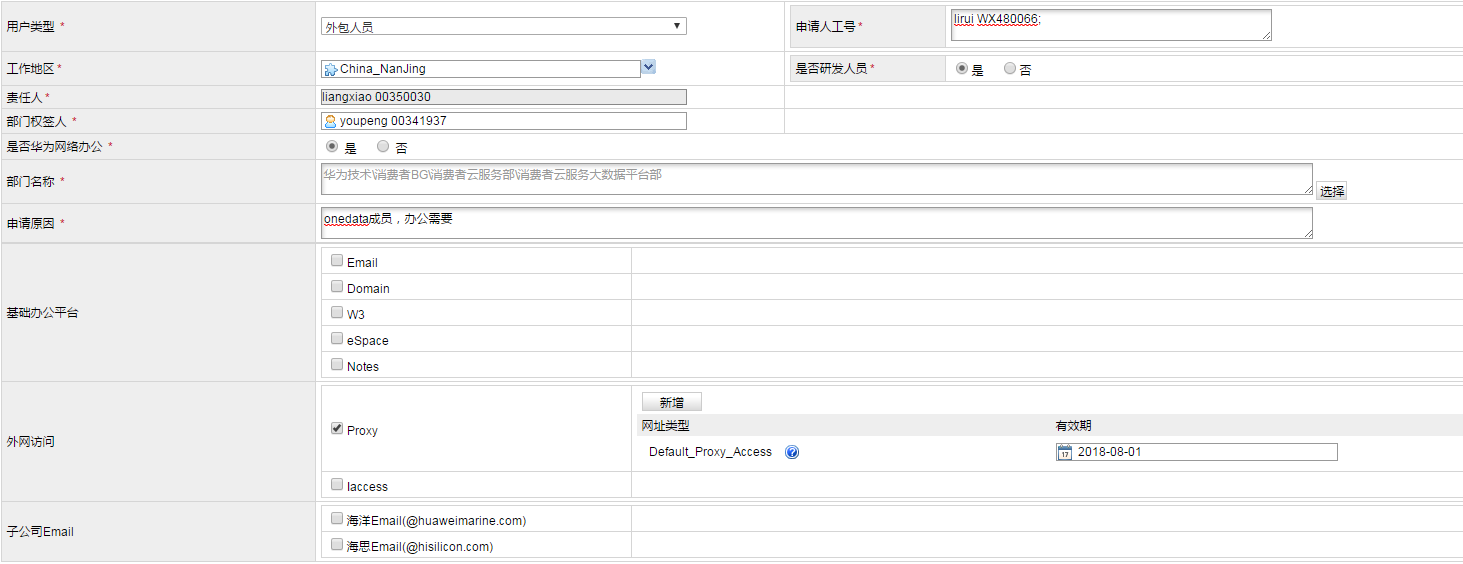 用户类型 * 外包人员 申请人工号 * lirui WX480066;
工作地区 * China_NanJing 是否研发人员 * 是 否
责任人 * liangxiao 00350030
部门权签人 * youpeng 00341937
是否华为网络办公 * 是 否
部门名称 * 华为技术\消费者BG\消费者云服务部\消费者云服务大数据平台部 选择
申请原因 * onedata成员，办公需要
基础办公平台
Email
Domain
W3
eSpace
Notes
外网访问
Proxy
新增
网址类型 有效期
Default_Proxy_Access ? 17 2018-08-01
Iaccess
子公司Email
海洋Email(@huaweimarine.com)
海思Email(@hisilicon.com)